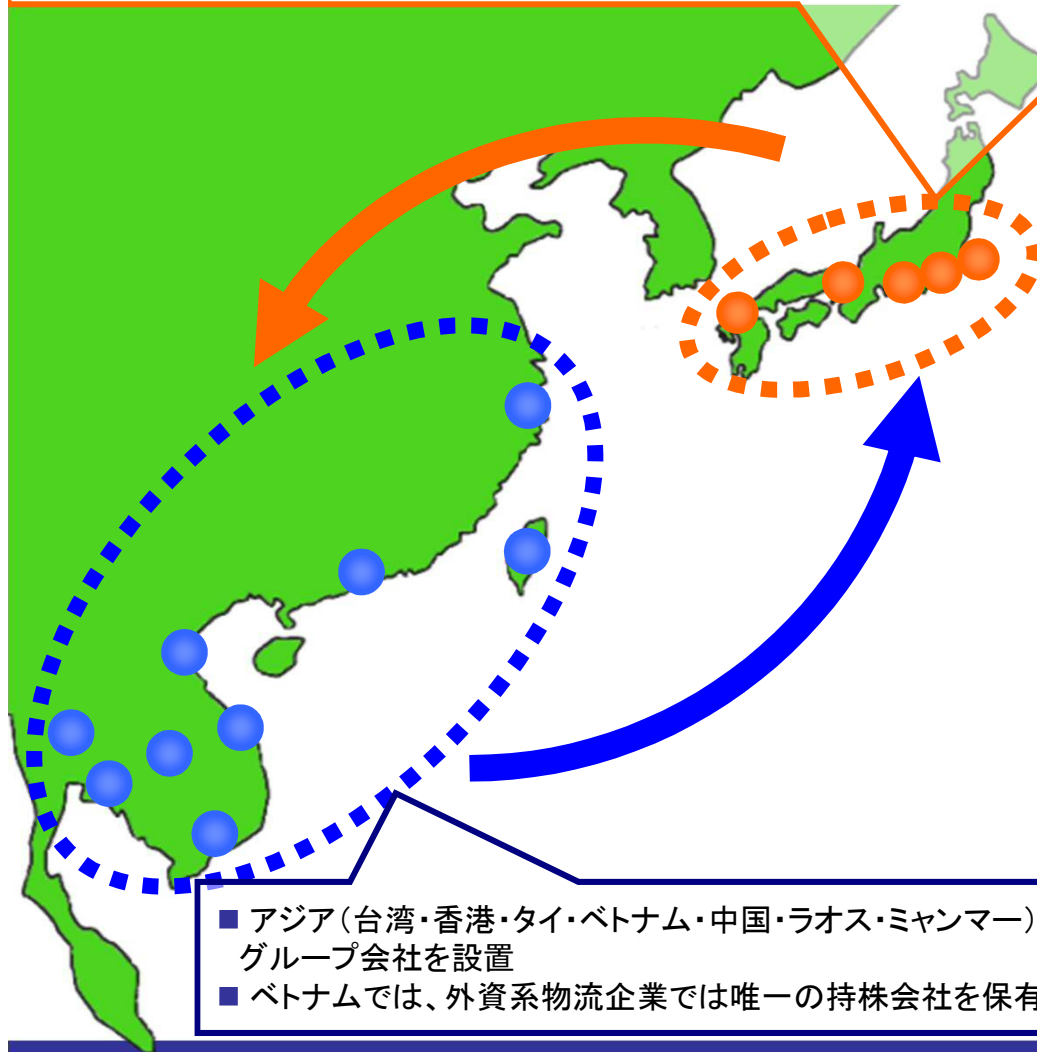 ■ アジア（台湾・香港・タイ・ベトナム・中国・ラオス・ミャンマー）
グループ会社を設置
■ ベトナムでは、外資系物流企業では唯一の持株会社を保有